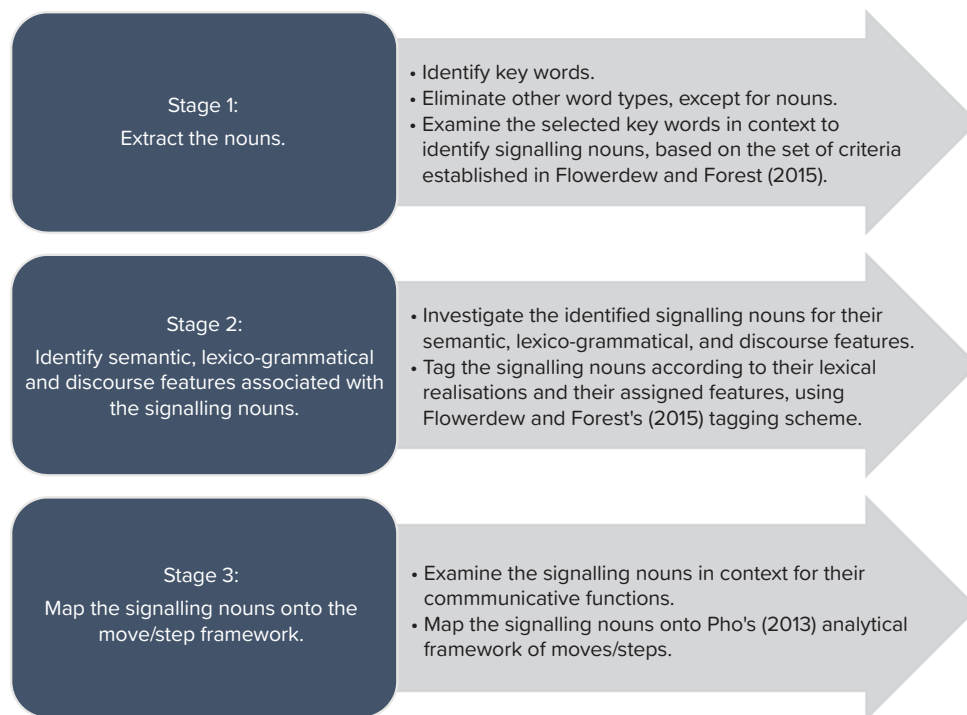 Stage 1:
Extract the nouns.
• Identify key words.
• Eliminate other word types, except for nouns.
• Examine the selected key words in context to
identify signalling nouns, based on the set of criteria
established in Flowerdew and Forest (2015).
Stage 2:
Identify semantic, lexico-grammatical
and discourse features associated with
the signalling nouns.
• Investigate the identified signalling nouns for their
semantic, lexico-grammatical, and discourse features.
• Tag the signalling nouns according to their lexical
realisations and their assigned features, using
Flowerdew and Forest's (2015) tagging scheme.
Stage 3:
Map the signalling nouns onto the
move/step framework.
• Examine the signalling nouns in context for their
commmunicative functions.
• Map the signalling nouns onto Pho's (2013) analytical
framework of moves/steps.